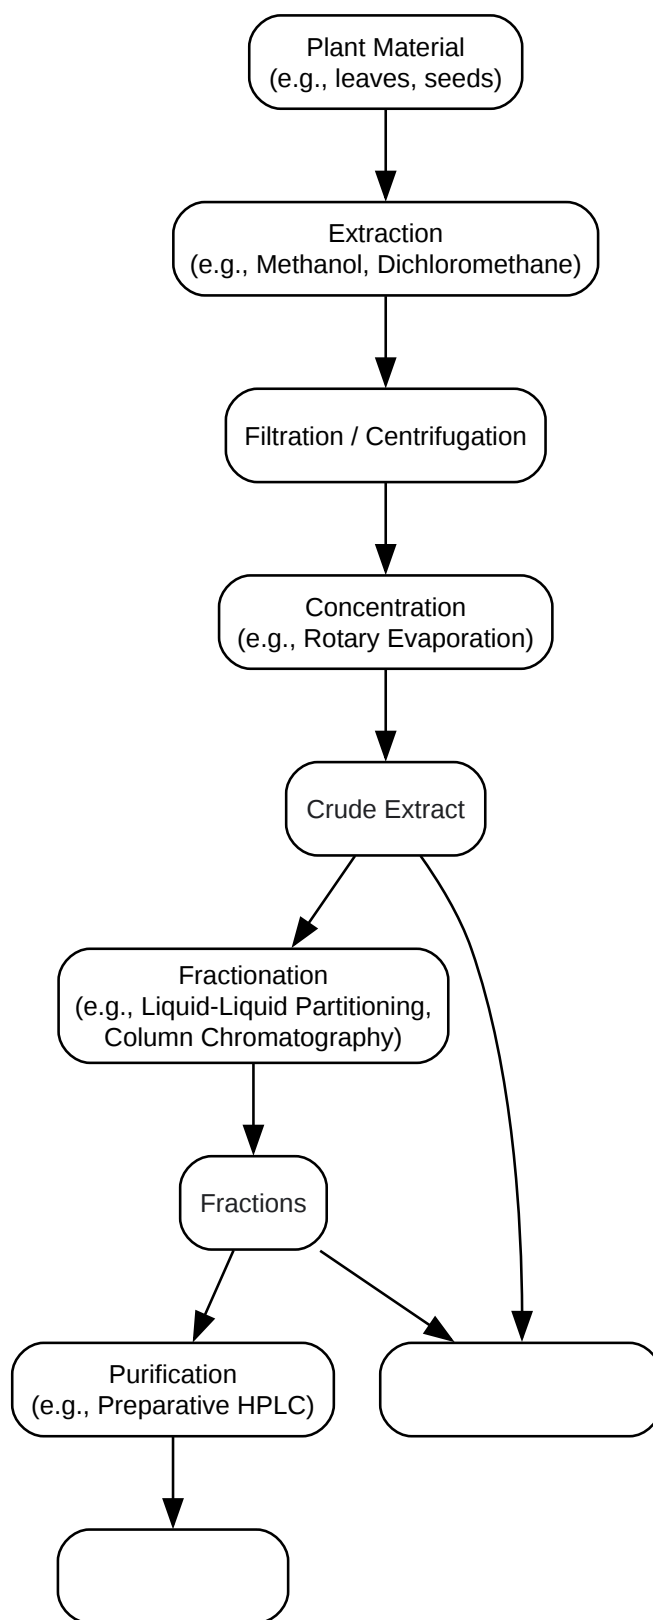 Plant Material
(e.g., leaves, seeds)
Extraction
(e.g., Methanol, Dichloromethane)
Filtration / Centrifugation
Concentration
(e.g., Rotary Evaporation)
Crude Extract
Fractionation
(e.g., Liquid-Liquid Partitioning,
Column Chromatography)
Fractions
Purification
(e.g., Preparative HPLC)